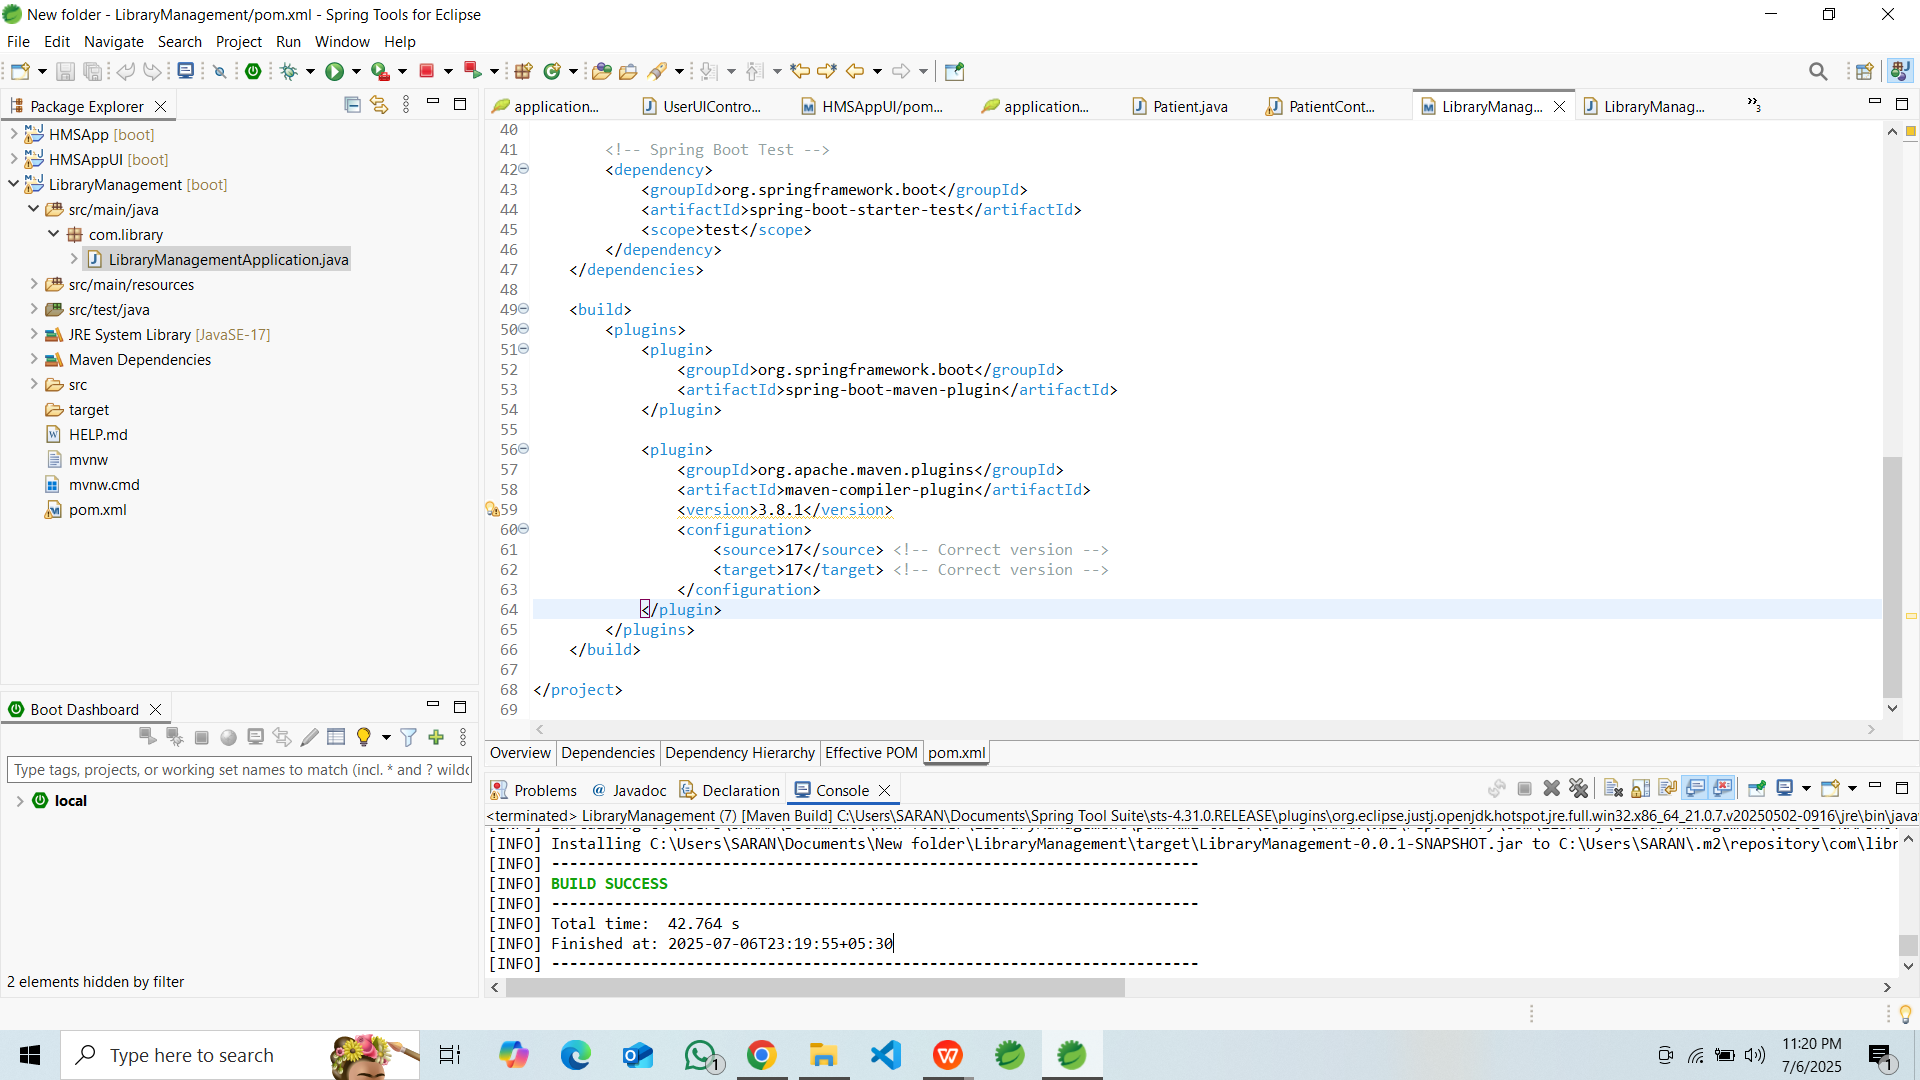 New folder - LibraryManagement/pom.xml - Spring Tools for Eclipse
File Edit Navigate Search Project Run Window Help
Package Explorer
HMSApp [boot]
HMSAppUI [boot]
LibraryManagement [boot]
src/main/java
com.library
LibraryManagementApplication.java
src/main/resources
src/test/java
JRE System Library [JavaSE-17]
Maven Dependencies
src
target
HELP.md
mvnw
mvnw.cmd
pom.xml
Boot Dashboard
Type tags, projects, or working set names to match (incl. * and ? wildc
local
2 elements hidden by filter
application... UserUIContro... HMSAppUI/pom... application... Patient.java PatientCont... LibraryManag... LibraryManag... 3
40
41 <!-- Spring Boot Test -->
42 <dependency>
43 <groupId>org.springframework.boot</groupId>
44 <artifactId>spring-boot-starter-test</artifactId>
45 <scope>test</scope>
46 </dependency>
47 </dependencies>
48
49 <build>
50 <plugins>
51 <plugin>
52 <groupId>org.springframework.boot</groupId>
53 <artifactId>spring-boot-maven-plugin</artifactId>
54 </plugin>
55
56 <plugin>
57 <groupId>org.apache.maven.plugins</groupId>
58 <artifactId>maven-compiler-plugin</artifactId>
59 <version>3.8.1</version>
60 <configuration>
61 <source>17</source> <!-- Correct version -->
62 <target>17</target> <!-- Correct version -->
63 </configuration>
64 </plugin>
65 </plugins>
66 </build>
67
68 </project>
69
Overview Dependencies Dependency Hierarchy Effective POM pom.xml
Problems Javadoc Declaration Console
<terminated> LibraryManagement (7) [Maven Build] C:\Users\SARAN\Documents\Spring Tool Suite\sts-4.31.0.RELEASE\plugins\org.eclipse.justj.openjdk.hotspot.jre.full.win32.x86_64_21.0.7.v20250502-0916\jre\bin\java
[INFO] Installing C:\Users\SARAN\Documents\New folder\LibraryManagement\target\LibraryManagement-0.0.1-SNAPSHOT.jar to C:\Users\SARAN\.m2\repository\com\libr
[INFO] ------------------------------------------------------------------------
[INFO] BUILD SUCCESS
[INFO] ------------------------------------------------------------------------
[INFO] Total time:  42.764 s
[INFO] Finished at: 2025-07-06T23:19:55+05:30
[INFO] ------------------------------------------------------------------------
Type here to search
1
11:20 PM
7/6/2025
1